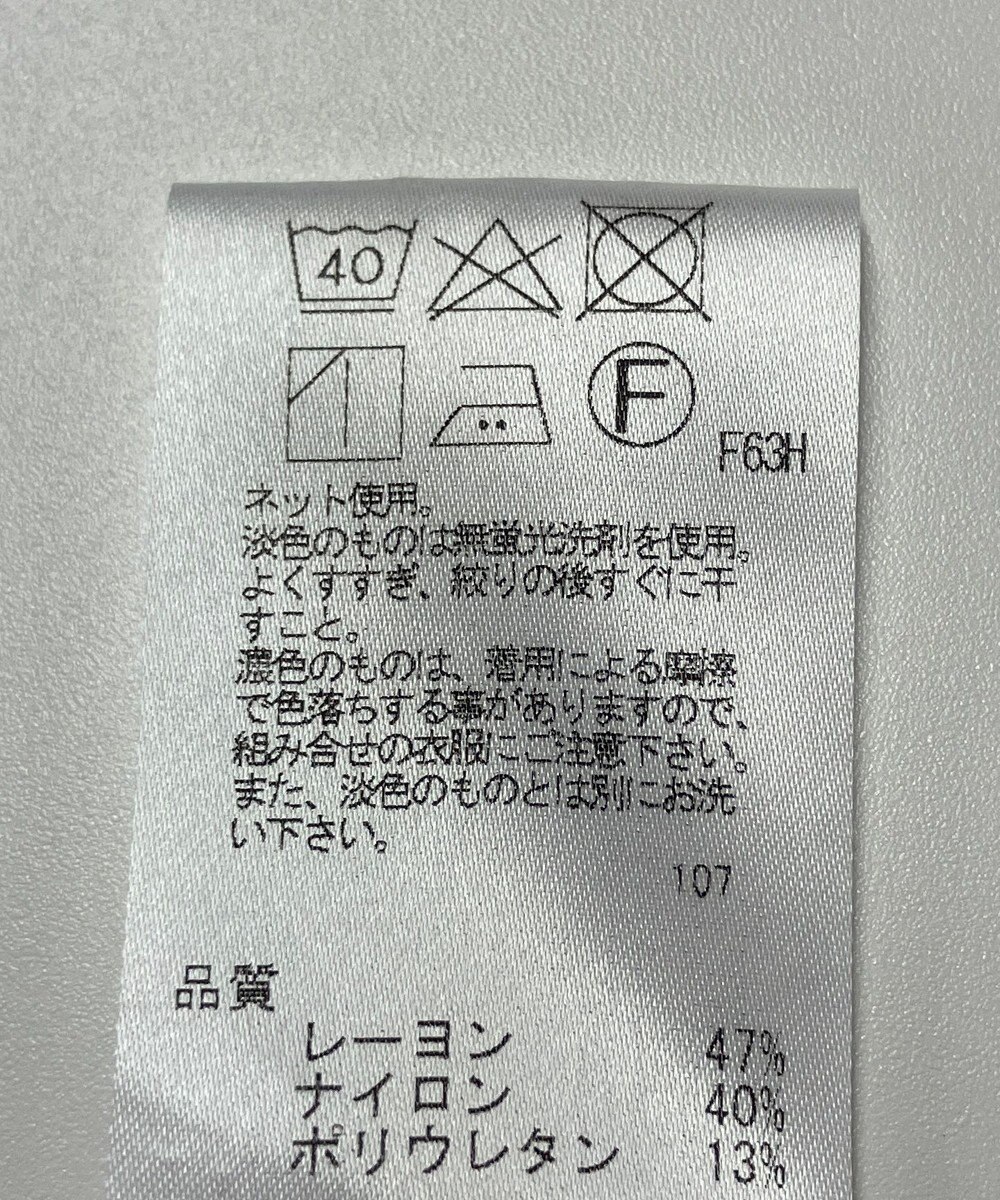 40
F
F63H
ネット使用。
淡色のものは無蛍光洗剤を使用。
よくすすぎ、絞りの後すぐに干
すこと。
濃色のものは、着用による摩擦
で色落ちする事がありますので、
組み合せの衣服にご注意下さい。
また、淡色のものとは別にお洗
い下さい。
107
品質
レーヨン 47%
ナイロン 40%
ポリウレタン 13%